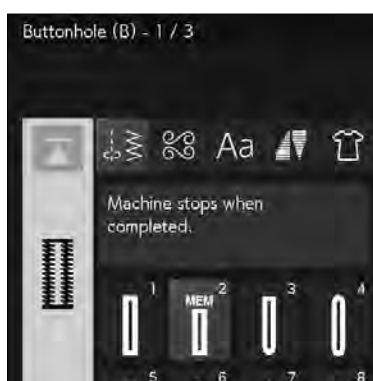 Buttonhole (B) - 1 / 3
Aa
Machine stops when
completed.
1 MEM 2 3 4
5 6 7 8